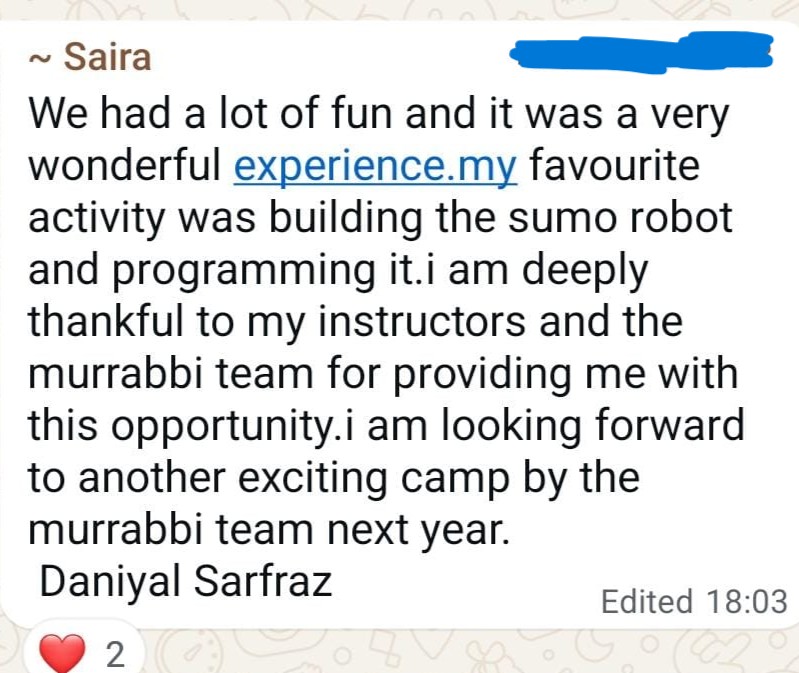 ~ Saira
We had a lot of fun and it was a very
wonderful experience.my favourite
activity was building the sumo robot
and programming it.i am deeply
thankful to my instructors and the
murrabbi team for providing me with
this opportunity.i am looking forward
to another exciting camp by the
murrabbi team next year.
Daniyal Sarfraz
Edited 18:03
❤️ 2